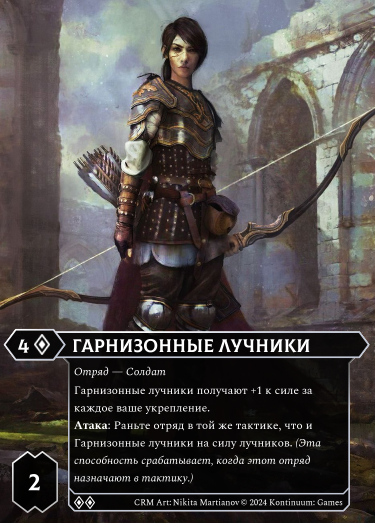 4 ГАРНИЗОННЫЕ ЛУЧНИКИ
Отряд — Солдат
Гарнизонные лучники получают +1 к силе за
каждое ваше укрепление.
Атака: Раньте отряд в той же тактике, что и
Гарнизонные лучники на силу лучников. (Эта
способность срабатывает, когда этот отряд
назначают в тактику.)
2
CRM Art: Nikita Martianov © 2024 Kontinuum: Games